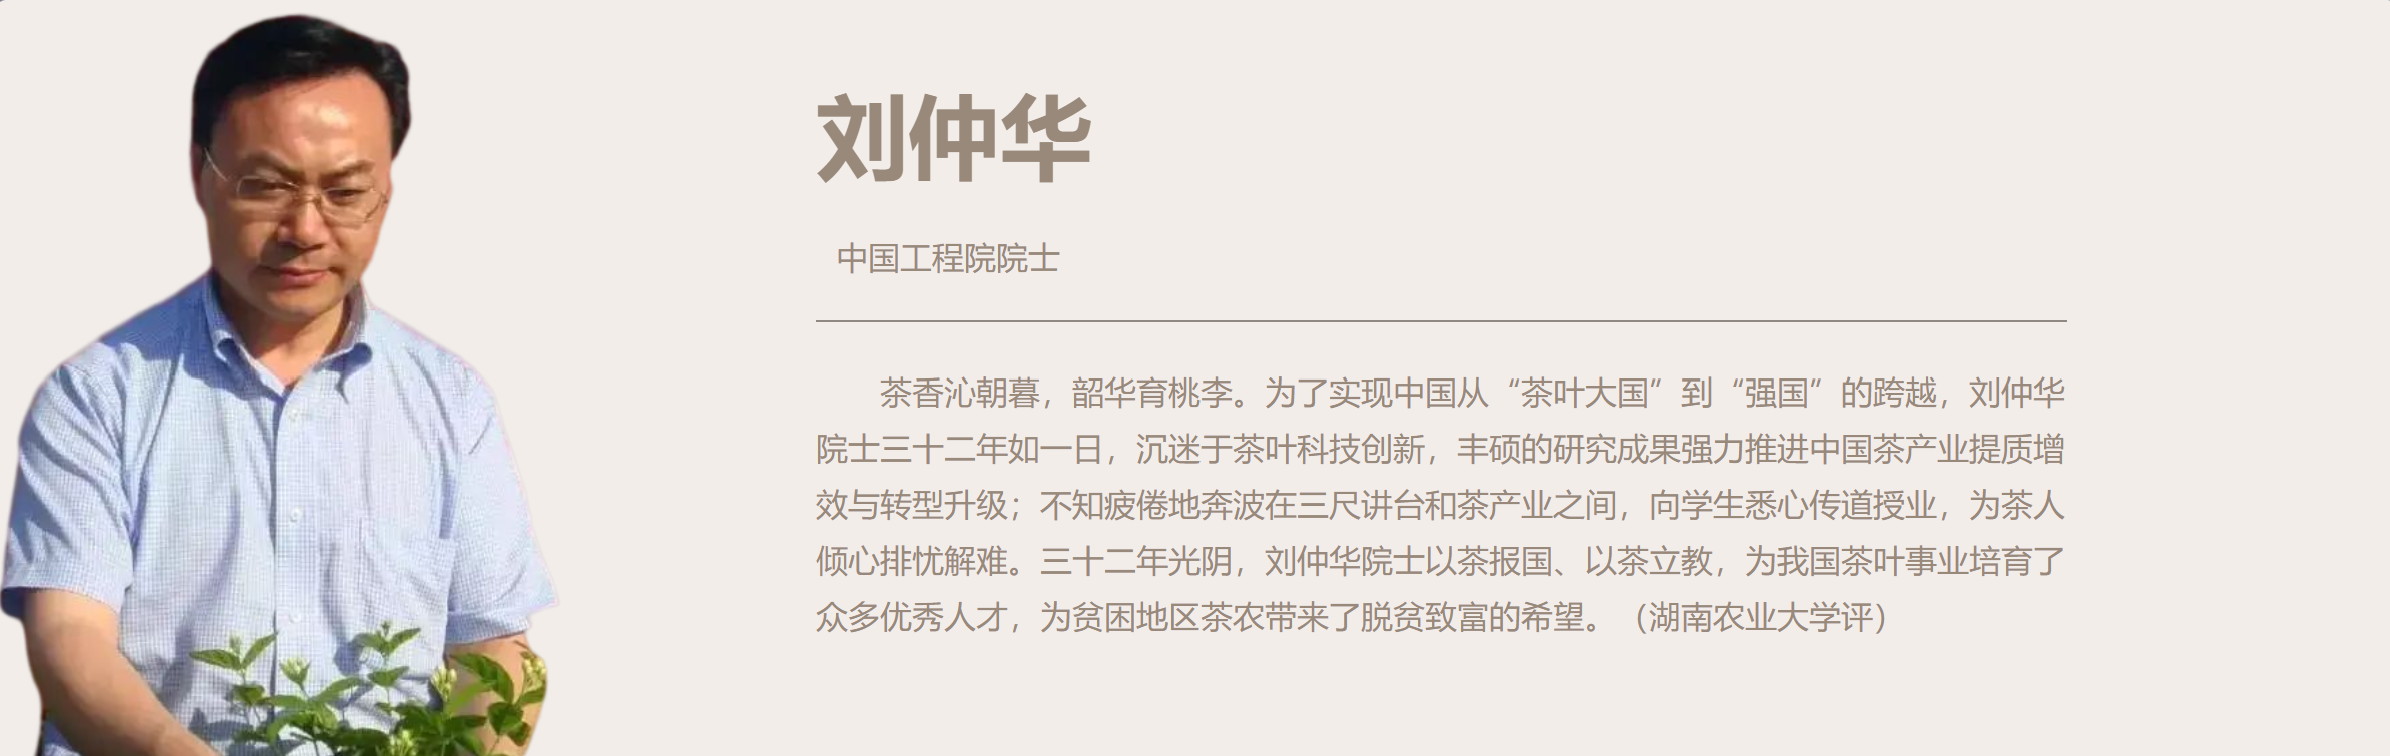 刘仲华
中国工程院院士
茶香沁朝暮，韶华育桃李。为了实现中国从“茶叶大国”到“强国”的跨越，刘仲华
院士三十二年如一日，沉迷于茶叶科技创新，丰硕的研究成果强力推进中国茶产业提质增
效与转型升级；不知疲倦地奔波在三尺讲台和茶产业之间，向学生悉心传道授业，为茶人
倾心排忧解难。三十二年光阴，刘仲华院士以茶报国、以茶立教，为我国茶叶事业培育了
众多优秀人才，为贫困地区茶农带来了脱贫致富的希望。（湖南农业大学评）